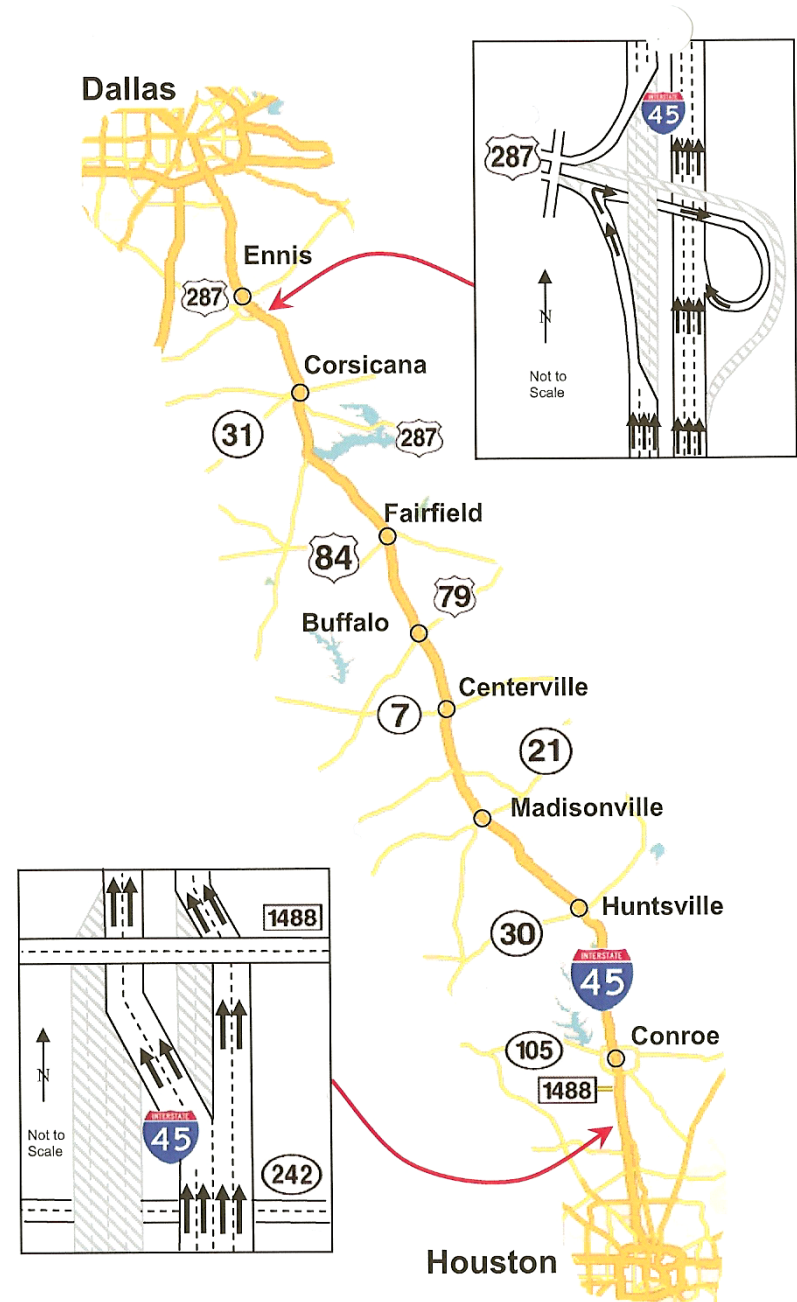 Dallas
INTERSTATE
45
287
N
Not to
Scale
Ennis
287
Corsicana
31
287
Fairfield
84
79
Buffalo
Centerville
7
21
Madisonville
Huntsville
30
INTERSTATE
45
Conroe
105
1488
Houston
1488
N
Not to
Scale
INTERSTATE
45
242